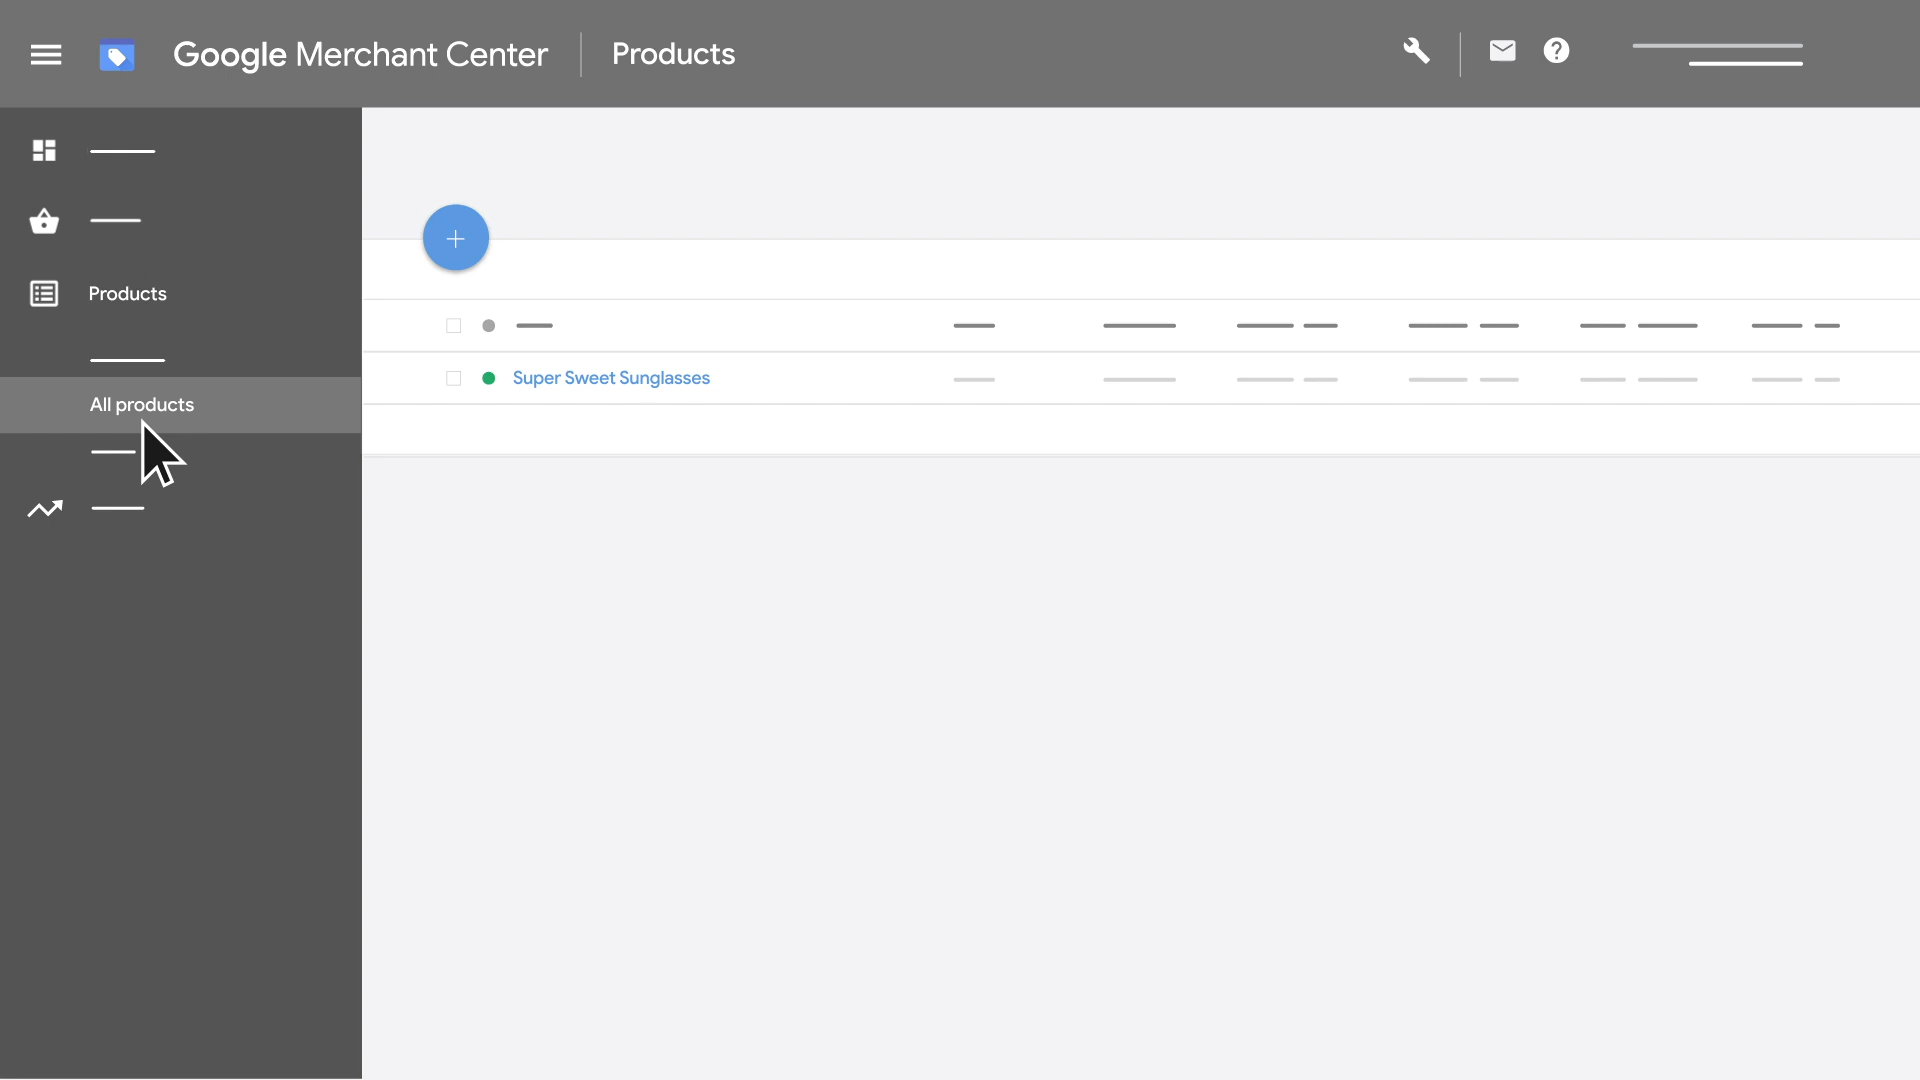 Google Merchant Center
Products
Products
All products
Super Sweet Sunglasses